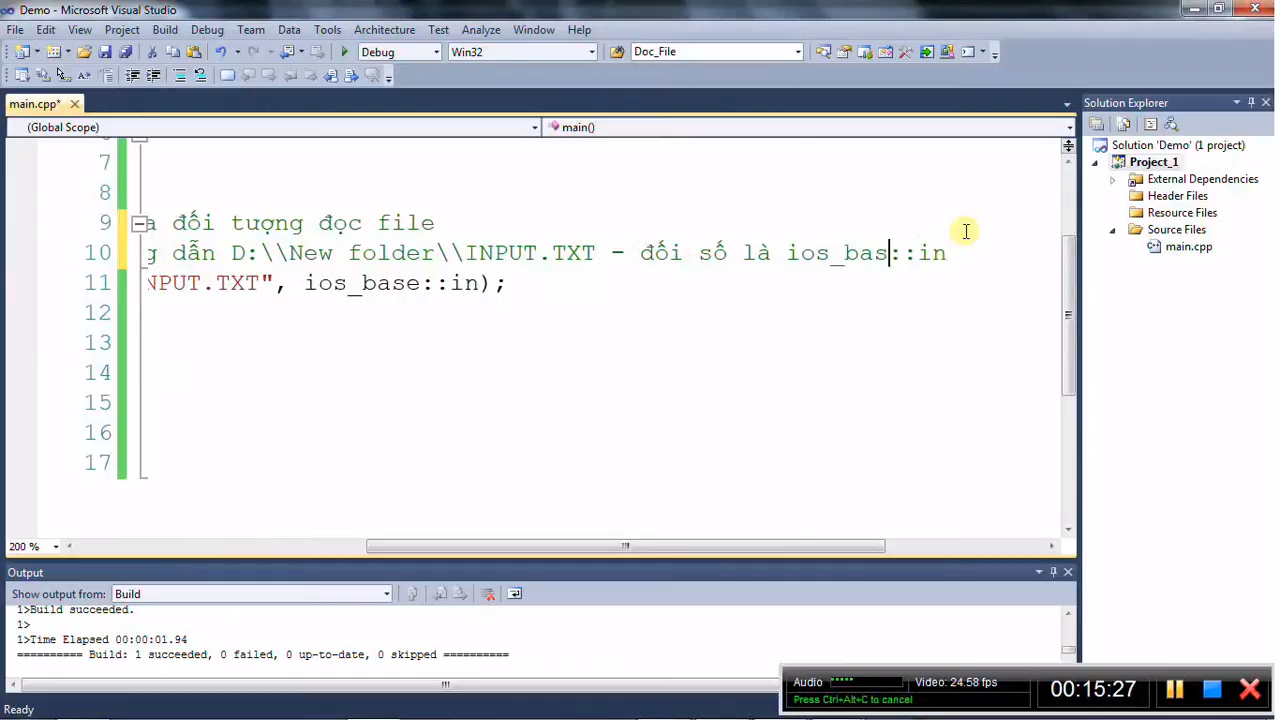 Demo - Microsoft Visual Studio
File Edit View Project Build Debug Team Data Tools Architecture Test Analyze Window Help
Debug Win32 Doc_File
main.cpp* Solution Explorer
(Global Scope) main()
Solution 'Demo' (1 project)
Project_1
External Dependencies
Header Files
Resource Files
Source Files
main.cpp
7
8
9 a đối tượng đọc file
10 g dẫn D:\\New folder\\INPUT.TXT - đối số là ios_bas::in
11 NPUT.TXT", ios_base::in);
12
13
14
15
16
17
200 %
Output
Show output from: Build
1>Build succeeded.
1>
1>Time Elapsed 00:00:01.94
========== Build: 1 succeeded, 0 failed, 0 up-to-date, 0 skipped ==========
Audio Video: 24.58 fps
Press Ctrl+Alt+C to cancel
00:15:27
Ready